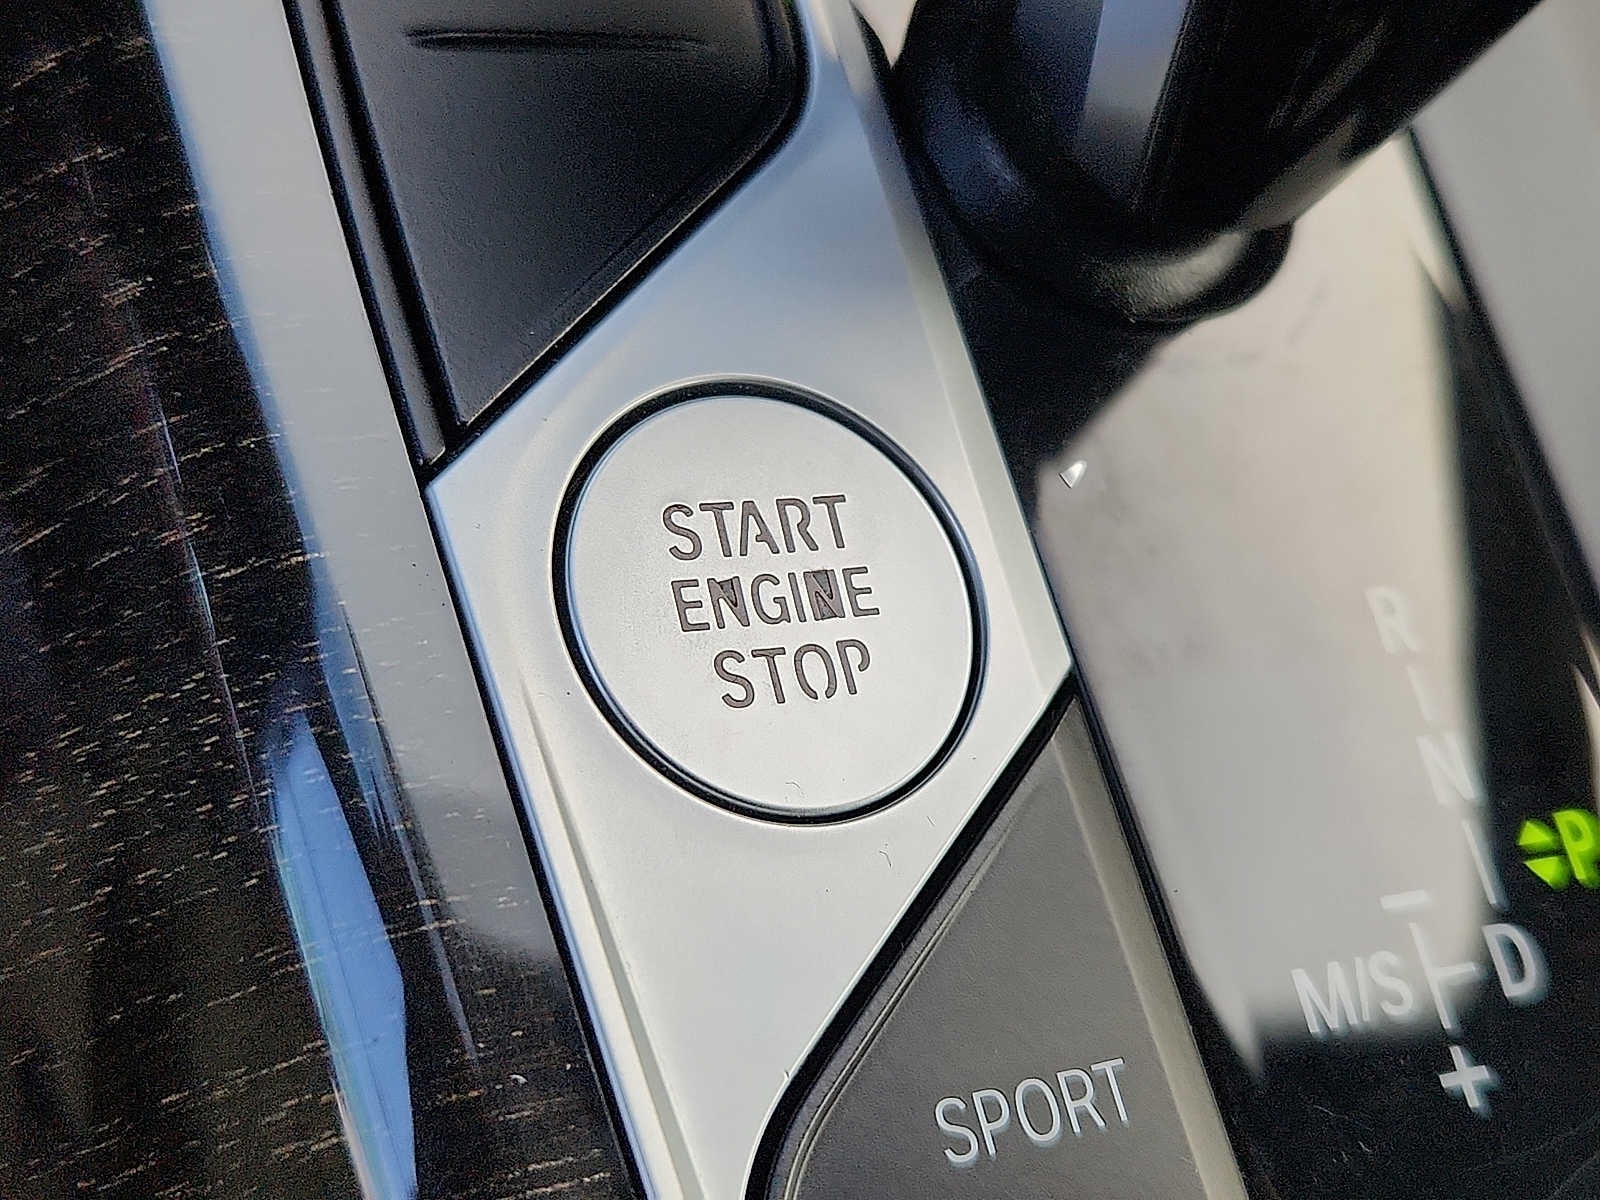 START
ENGINE
STOP
SPORT
R
N
P
M/S
D
+